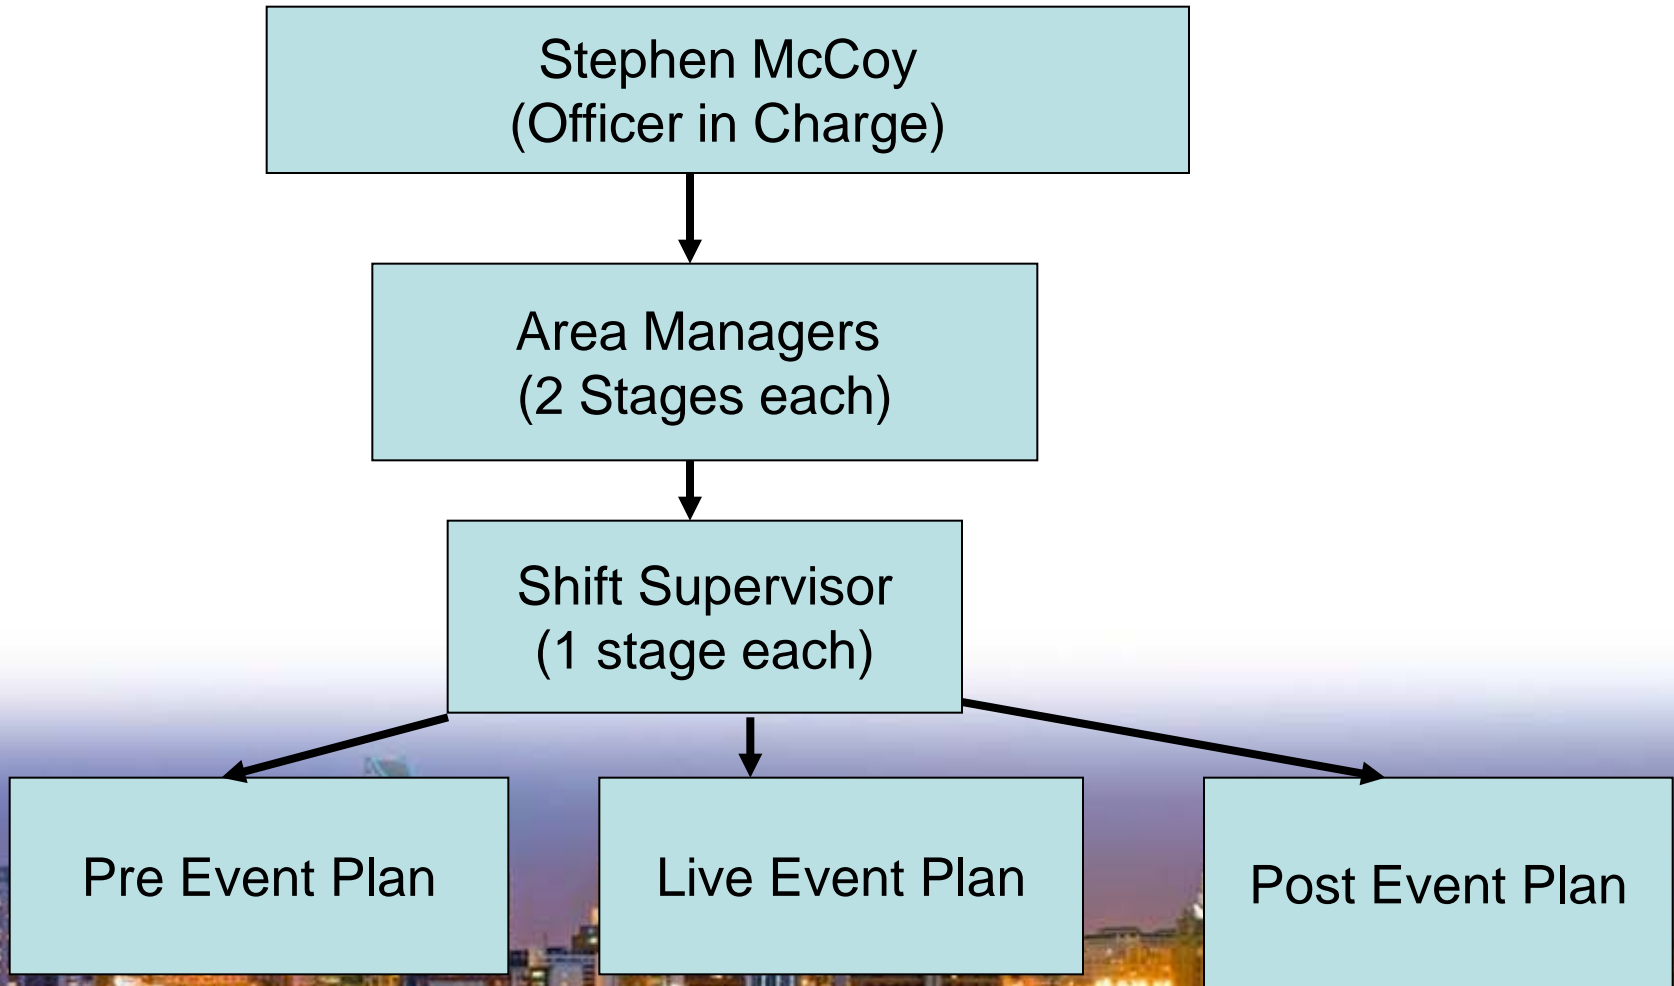 Stephen McCoy
(Officer in Charge)
Area Managers
(2 Stages each)
Shift Supervisor
(1 stage each)
Pre Event Plan
Live Event Plan
Post Event Plan